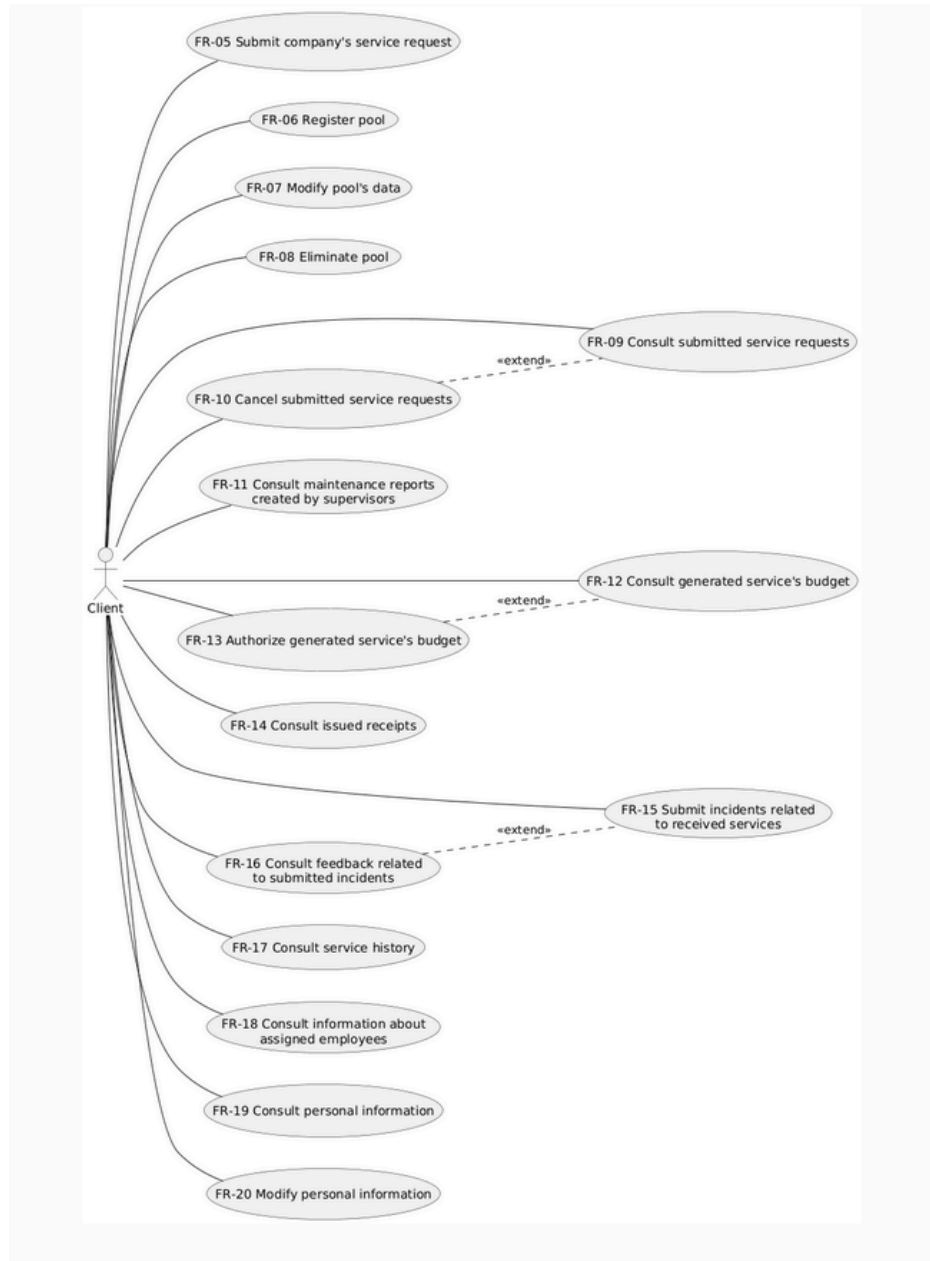 FR-05 Submit company's service request
FR-06 Register pool
FR-07 Modify pool's data
FR-08 Eliminate pool
FR-09 Consult submitted service requests
«extend»
FR-10 Cancel submitted service requests
FR-11 Consult maintenance reports
created by supervisors
Client
FR-12 Consult generated service's budget
«extend»
FR-13 Authorize generated service's budget
FR-14 Consult issued receipts
FR-15 Submit incidents related
to received services
«extend»
FR-16 Consult feedback related
to submitted incidents
FR-17 Consult service history
FR-18 Consult information about
assigned employees
FR-19 Consult personal information
FR-20 Modify personal information